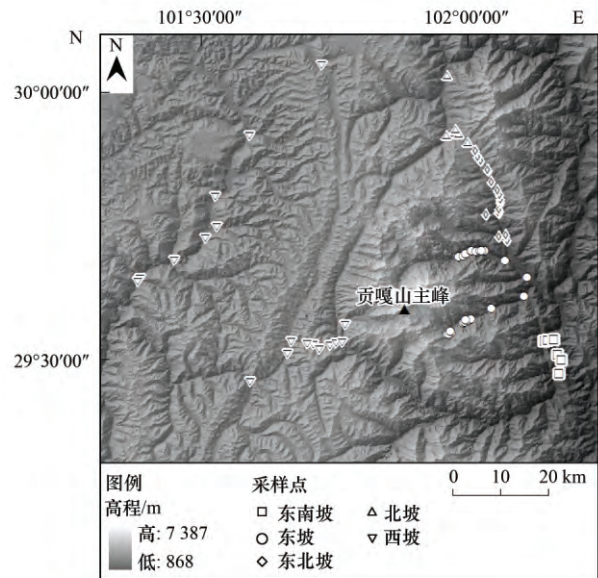 101°30′00″ 102°00′00″ E
N
N
30°00′00″
贡嘎山主峰
29°30′00″
图例
高程/m
高: 7 387
低: 868
采样点
□ 东南坡 △ 北坡
○ 东坡 ▽ 西坡
◇ 东北坡
0 10 20 km